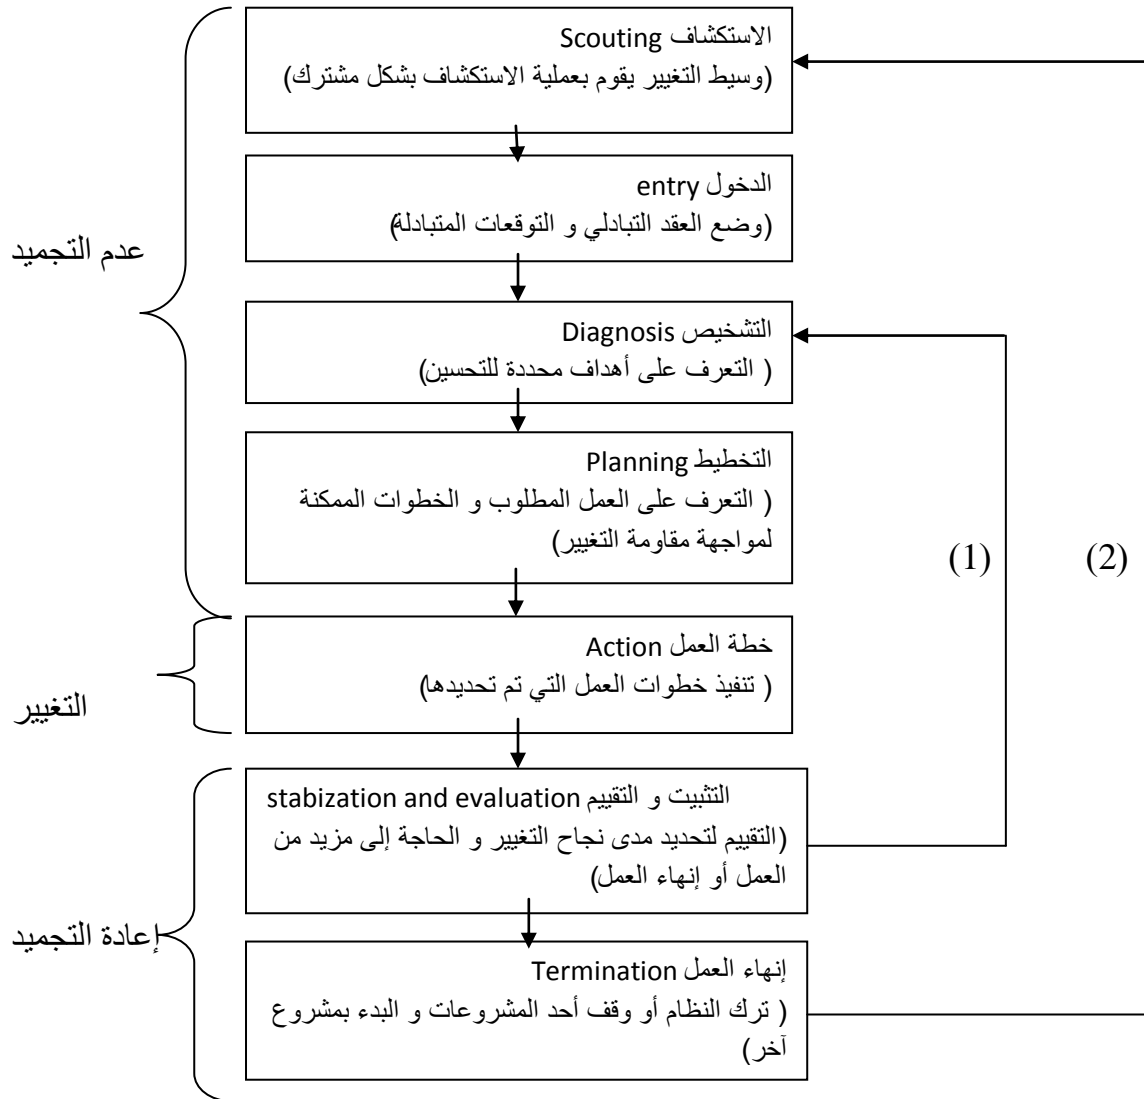 الاستكشاف Scouting
(وسيط التغيير يقوم بعملية الاستكشاف بشكل مشترك)
الدخول entry
(وضع العقد التبادلي و التوقعات المتبادلة)
عدم التجميد
التشخيص Diagnosis
( التعرف على أهداف محددة للتحسين)
التخطيط Planning
( التعرف على العمل المطلوب و الخطوات الممكنة
لمواجهة مقاومة التغيير)
(1)
(2)
خطة العمل Action
( تنفيذ خطوات العمل التي تم تحديدها)
التغيير
التثبيت و التقييم stabization and evaluation
(التقييم لتحديد مدى نجاح التغيير و الحاجة إلى مزيد من
العمل أو إنهاء العمل)
إعادة التجميد
إنهاء العمل Termination
( ترك النظام أو وقف أحد المشروعات و البدء بمشروع
آخر)